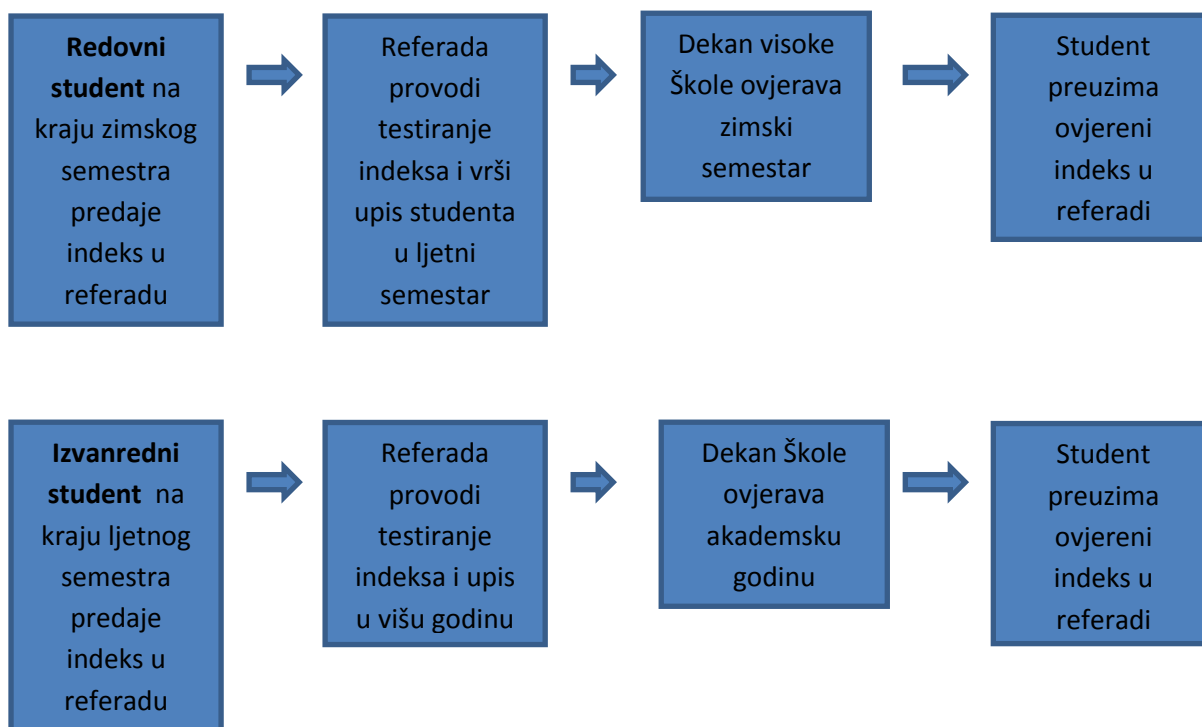 Redovni
student na
kraju zimskog
semestra
predaje
indeks u
referadu
Referada
provodi
testiranje
indeksa i vrši
upis studenta
u ljetni
semestar
Dekan visoke
Škole ovjerava
zimski
semestar
Student
preuzima
ovjereni
indeks u
referadi
Izvanredni
student na
kraju ljetnog
semestra
predaje
indeks u
referadu
Referada
provodi
testiranje
indeksa i upis
u višu godinu
Dekan Škole
ovjerava
akademsku
godinu
Student
preuzima
ovjereni
indeks u
referadi